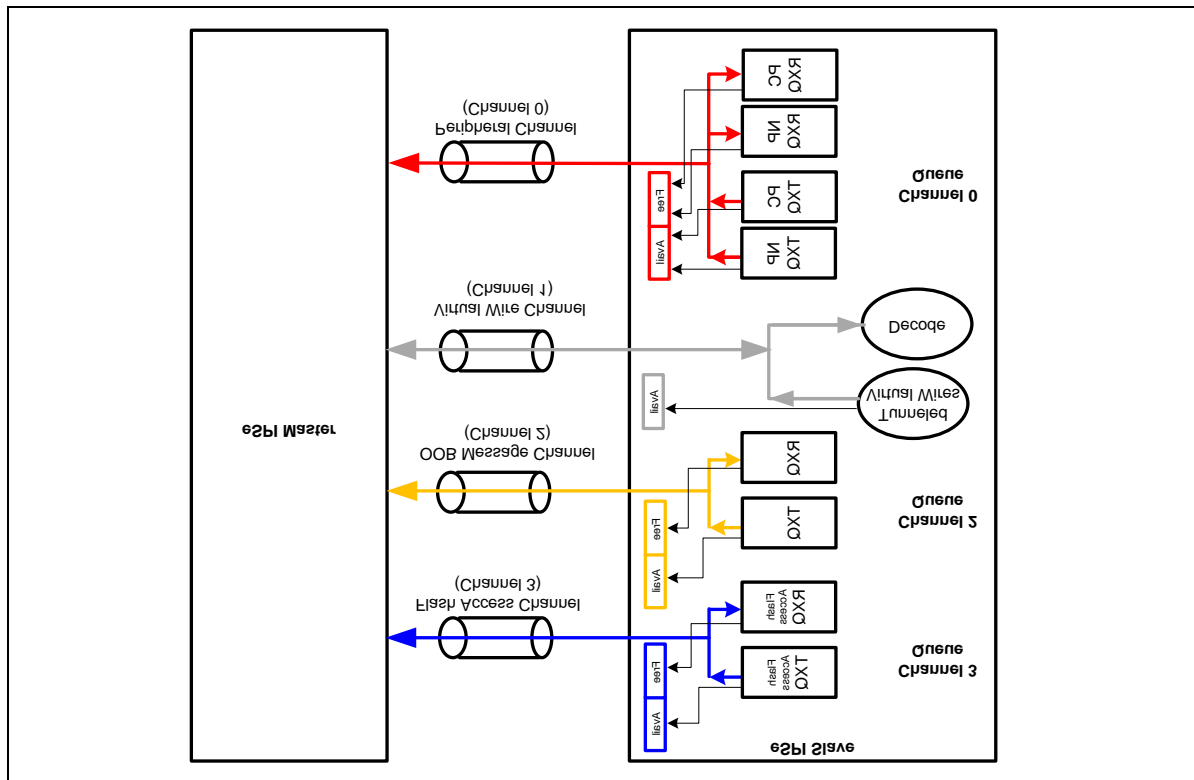 eSPI Slave
Avail
Free
Flash
Access
TXQ
Flash
Access
RXQ
Channel 3
Queue
Flash Access Channel
(Channel 3)
Avail
Free
TXQ
RXQ
Channel 2
Queue
OOB Message Channel
(Channel 2)
eSPI Master
Avail
Tunneled
Virtual Wires
Decode
Virtual Wire Channel
(Channel 1)
Avail
Free
NP
TXQ
PC
TXQ
NP
RXQ
PC
RXQ
Channel 0
Queue
Peripheral Channel
(Channel 0)